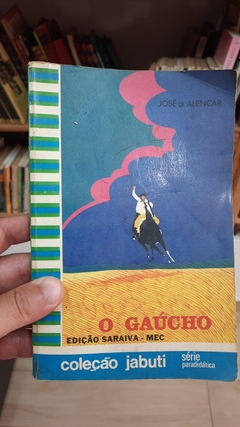 JOSÉ DE ALENCAR
O GAÚCHO
EDIÇÃO SARAIVA - MEC
coleção jabuti
série
paradidática